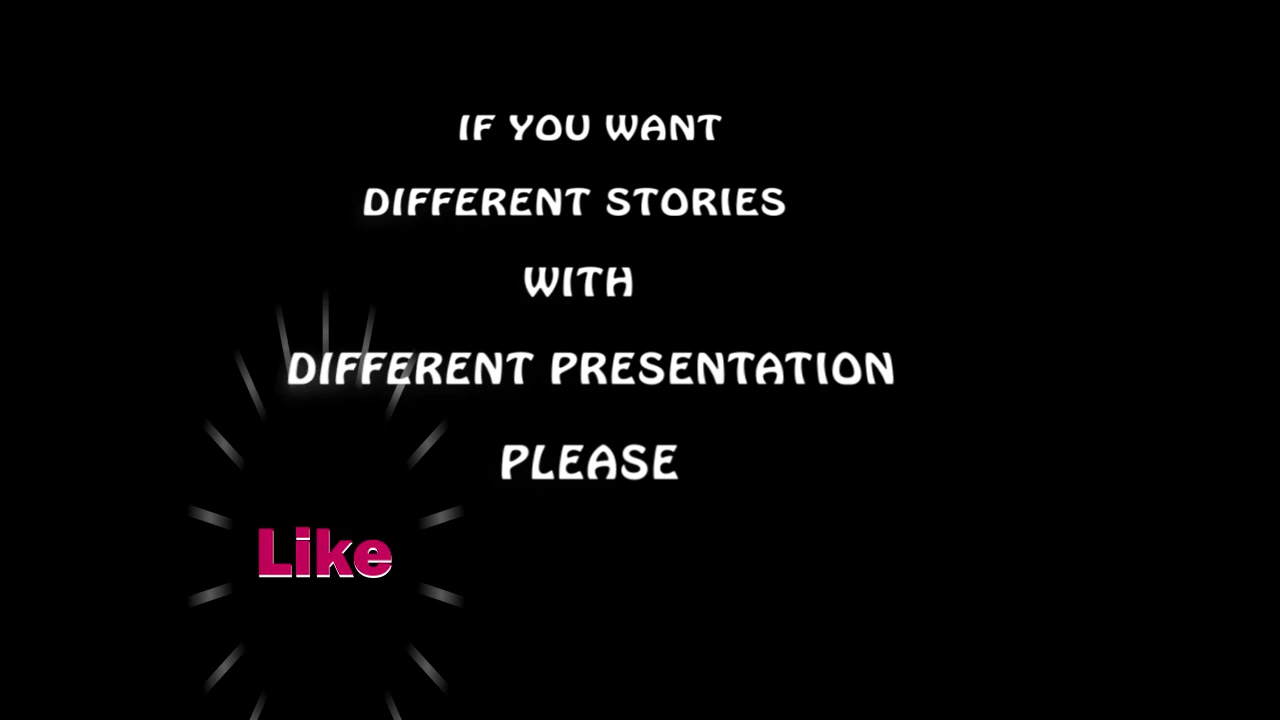 IF YOU WANT
DIFFERENT STORIES
WITH
DIFFERENT PRESENTATION
PLEASE
Like